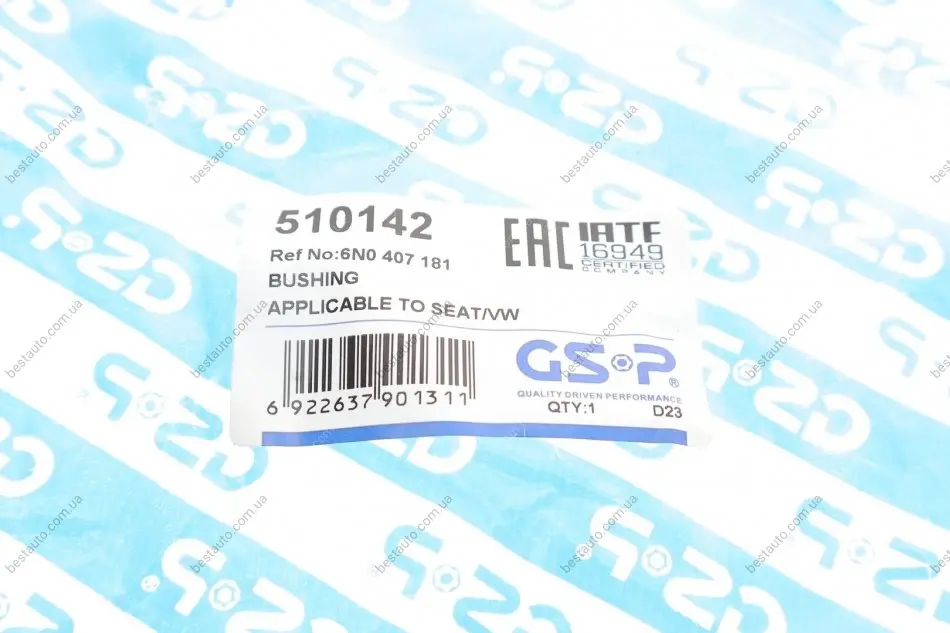 510142
Ref No:6N0 407 181
BUSHING
APPLICABLE TO SEAT/VW
6 922637 901311
EAC
IATF
16949
CERTIFIED
COMPANY
GSP®
QUALITY DRIVEN PERFORMANCE
QTY:1 D23
bestauto.com.ua